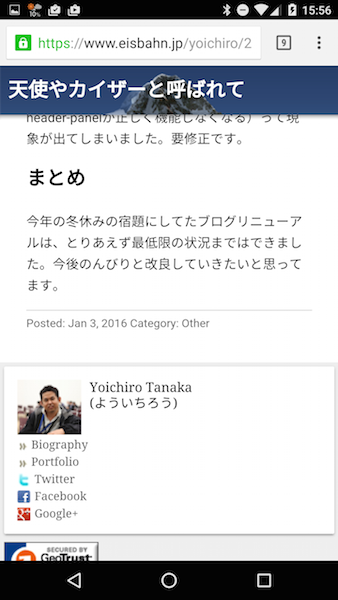 10%
15:56
https://www.eisbahn.jp/yoichiro/2
9
天使やカイザーと呼ばれて
header-panelが正しく機能しなくなる）って現
象が出てしまいました。要修正です。
まとめ
今年の冬休みの宿題にしてたブログリニューア
ルは、とりあえず最低限の状況まではできまし
た。今後のんびりと改良していきたいと思って
ます。
Posted: Jan 3, 2016 Category: Other
Yoichiro Tanaka
(よういちろう)
Biography
Portfolio
Twitter
Facebook
Google+
SECURED BY
GeoTrust